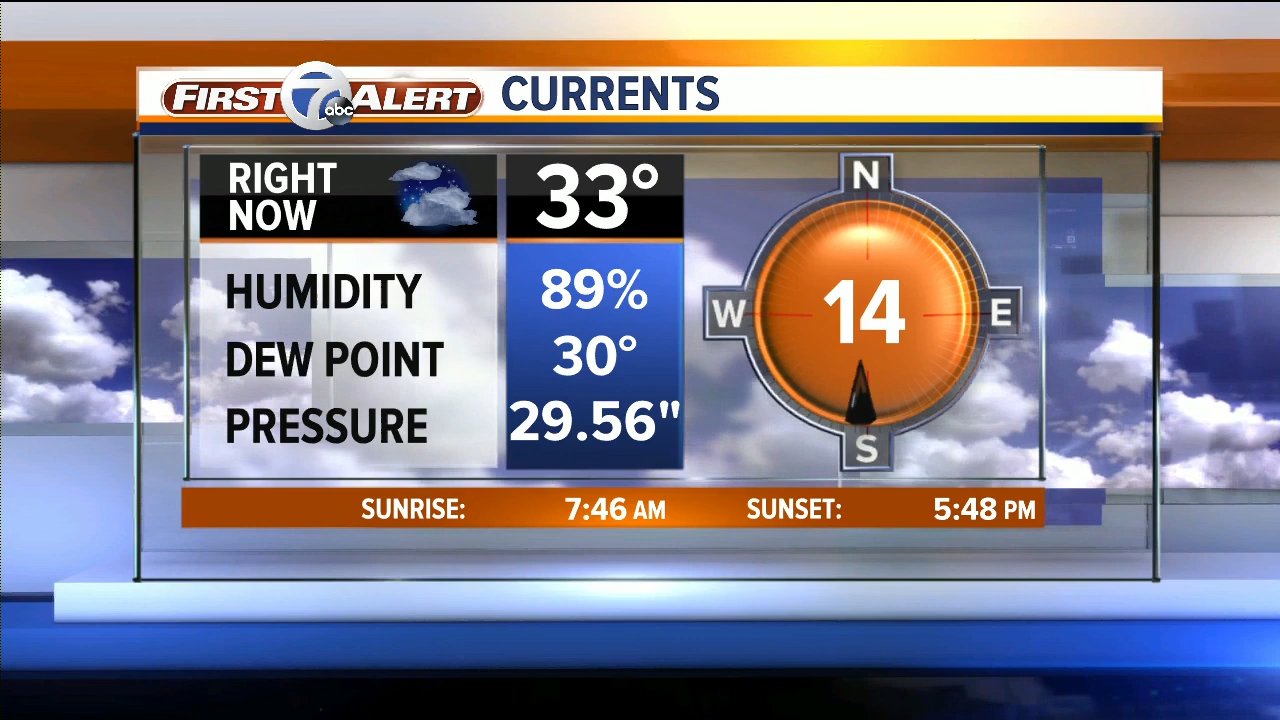 FIRST 7 abc ALERT CURRENTS
RIGHT
NOW
33°
HUMIDITY 89%
DEW POINT 30°
PRESSURE 29.56"
N
W 14 E
S
SUNRISE: 7:46 AM SUNSET: 5:48 PM